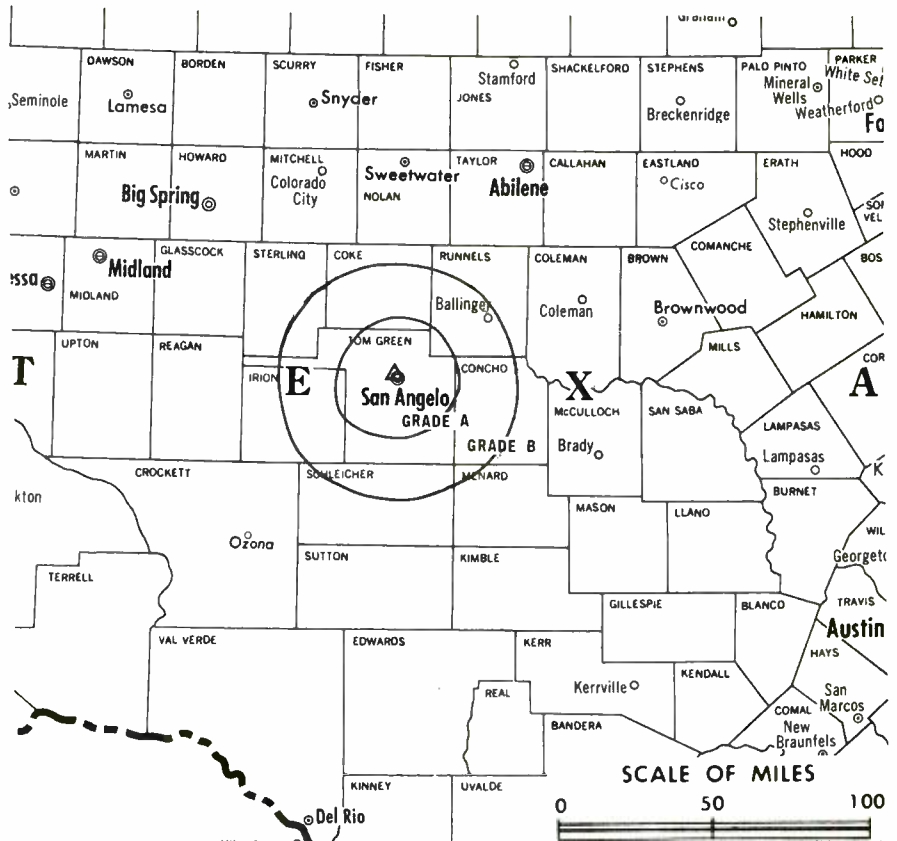 Graham
DAWSON
BORDEN
SCURRY
FISHER
Stamford
JONES
SHACKELFORD
STEPHENS
PALO PINTO
PARKER
Mineral
Wells
White Set
Weatherford
Seminole
Lamesa
Snyder
Breckenridge
Fo
MARTIN
HOWARD
MITCHELL
Colorado
City
Sweetwater
NOLAN
TAYLOR
Abilene
CALLAHAN
EASTLAND
Cisco
ERATH
HOOD
Big Spring
Stephenville
SOM
VEL
essa
Midland
MIDLAND
GLASSCOCK
STERLING
COKE
RUNNELS
Ballinger
COLEMAN
Coleman
BROWN
Brownwood
COMANCHE
BOS
HAMILTON
T
UPTON
REAGAN
IRION
E
TOM GREEN
San Angelo
GRADE A
GRADE B
CONCHO
X
MILLS
COR
A
McCULLOCH
Brady
SAN SABA
LAMPASAS
Lampasas
K
CROCKETT
SCHLEICHER
MENARD
BURNET
kton
MASON
LLANO
WIL
Ozona
SUTTON
KIMBLE
Georgeto
TERRELL
GILLESPIE
BLANCO
TRAVIS
Austin
VAL VERDE
EDWARDS
KERR
HAYS
REAL
Kerrville
KENDALL
San
Marcos
BANDERA
COMAL
New
Braunfels
SCALE OF MILES
KINNEY
UVALDE
0 50 100
Del Rio